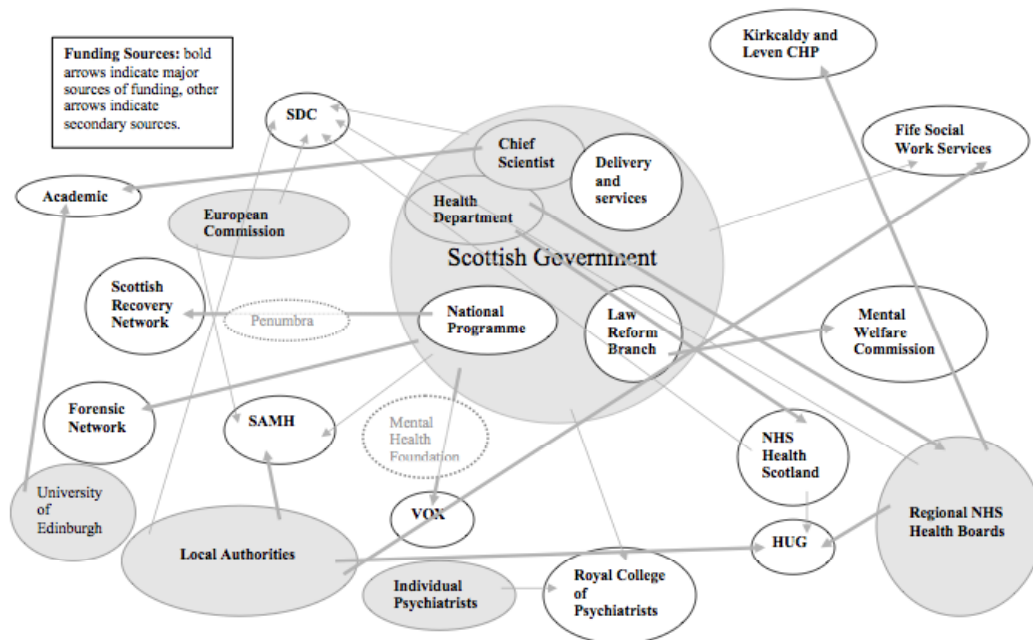 Funding Sources: bold
arrows indicate major
sources of funding, other
arrows indicate
secondary sources.
Kirkcaldy and
Leven CHP
SDC
Chief
Scientist
Delivery
and
services
Fife Social
Work Services
Academic
European
Commission
Health
Department
Scottish Government
Scottish
Recovery
Network
Penumbra
National
Programme
Law
Reform
Branch
Mental
Welfare
Commission
Forensic
Network
SAMH
Mental
Health
Foundation
NHS
Health
Scotland
University
of
Edinburgh
VOX
Regional NHS
Health Boards
Local Authorities
HUG
Individual
Psychiatrists
Royal College
of
Psychiatrists